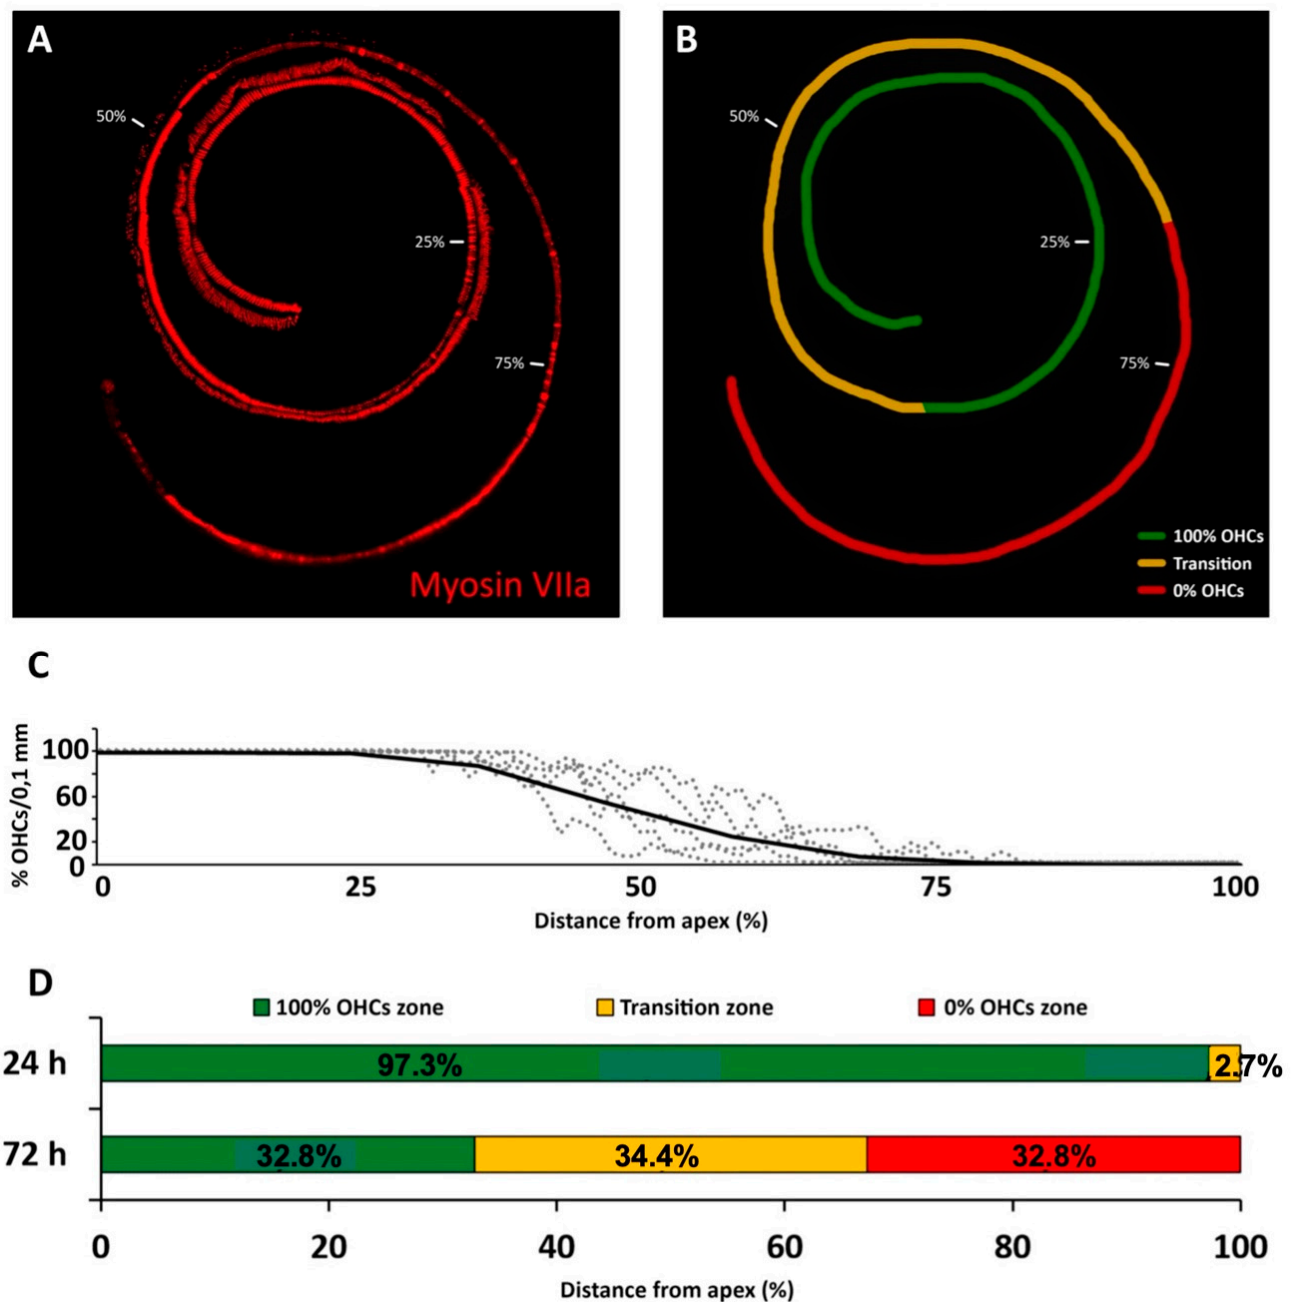 A
50%
25%
75%
Myosin VIIa
B
50%
25%
75%
100% OHCs
Transition
0% OHCs
C
% OHCs/0,1 mm
100
60
20
0
0 25 50 75 100
Distance from apex (%)
D
100% OHCs zone Transition zone 0% OHCs zone
24 h 97.3% 2.7%
72 h 32.8% 34.4% 32.8%
0 20 40 60 80 100
Distance from apex (%)